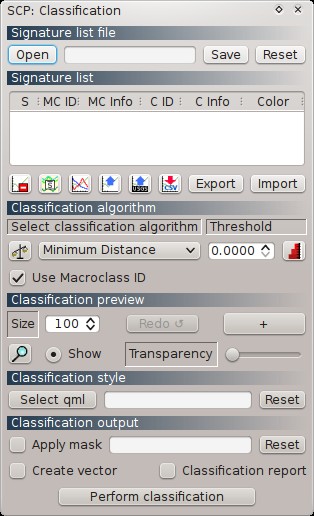 SCP: Classification
Signature list file
Open Save Reset
Signature list
S MC ID MC Info C ID C Info Color
CSV Export Import
Classification algorithm
Select classification algorithm Threshold
Minimum Distance 0.0000
Use Macroclass ID
Classification preview
Size 100 Redo ↺ +
Show Transparency
Classification style
Select qml Reset
Classification output
Apply mask Reset
Create vector Classification report
Perform classification